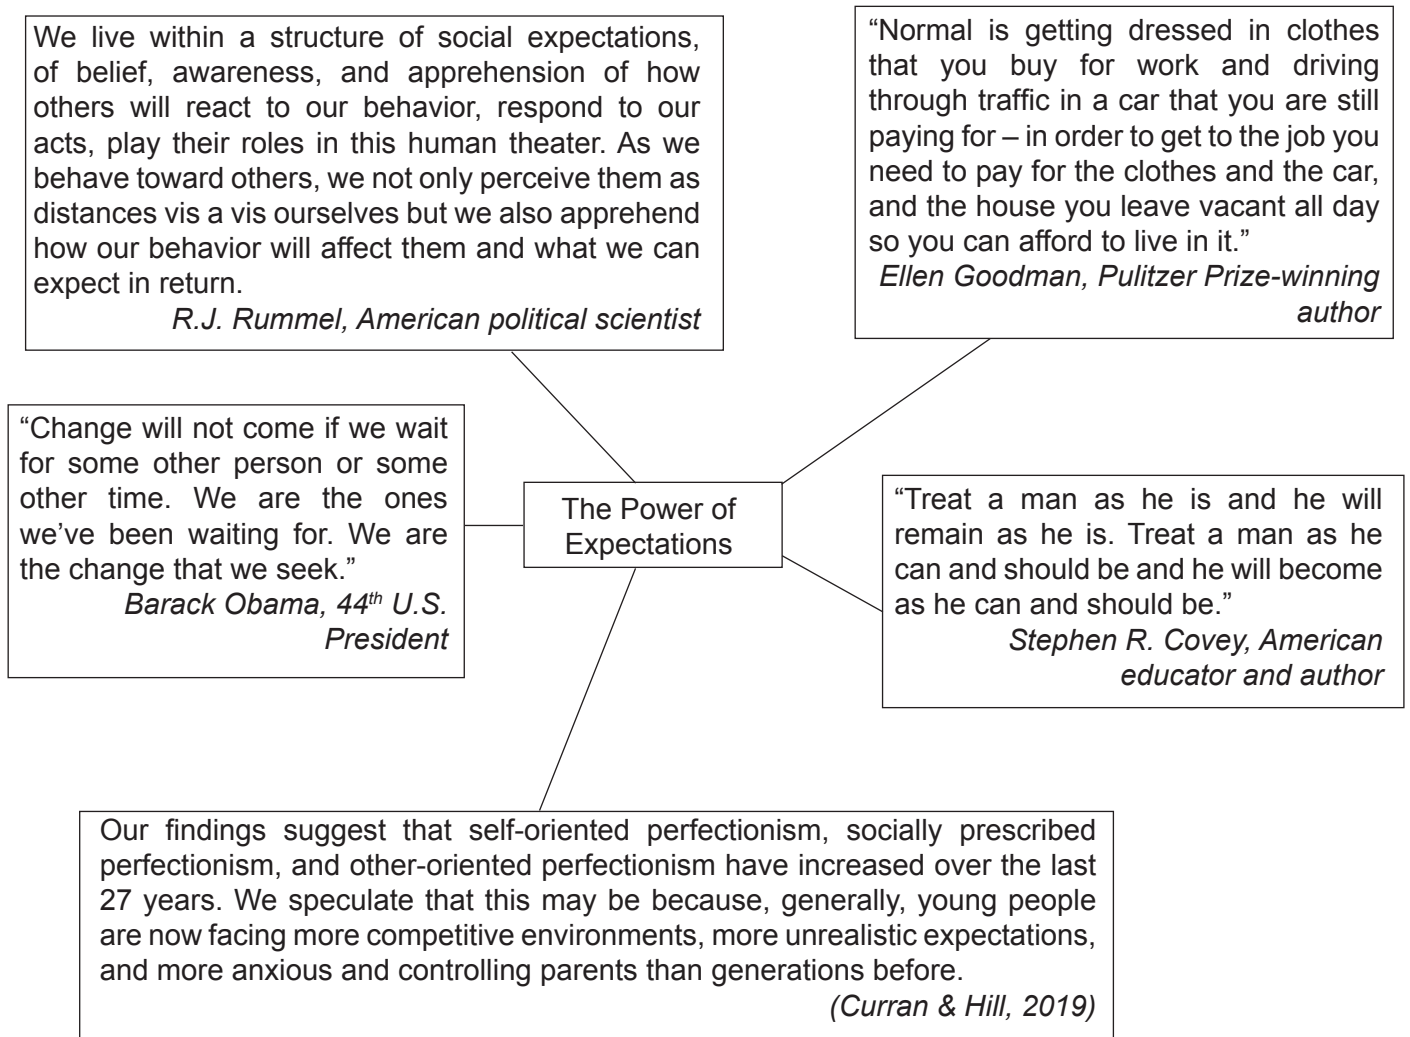 We live within a structure of social expectations,
of belief, awareness, and apprehension of how
others will react to our behavior, respond to our
acts, play their roles in this human theater. As we
behave toward others, we not only perceive them as
distances vis a vis ourselves but we also apprehend
how our behavior will affect them and what we can
expect in return.
R.J. Rummel, American political scientist
“Normal is getting dressed in clothes
that you buy for work and driving
through traffic in a car that you are still
paying for – in order to get to the job you
need to pay for the clothes and the car,
and the house you leave vacant all day
so you can afford to live in it.”
Ellen Goodman, Pulitzer Prize-winning
author
“Change will not come if we wait
for some other person or some
other time. We are the ones
we’ve been waiting for. We are
the change that we seek.”
Barack Obama, 44th U.S.
President
The Power of
Expectations
“Treat a man as he is and he will
remain as he is. Treat a man as he
can and should be and he will become
as he can and should be.”
Stephen R. Covey, American
educator and author
Our findings suggest that self-oriented perfectionism, socially prescribed
perfectionism, and other-oriented perfectionism have increased over the last
27 years. We speculate that this may be because, generally, young people
are now facing more competitive environments, more unrealistic expectations,
and more anxious and controlling parents than generations before.
(Curran & Hill, 2019)